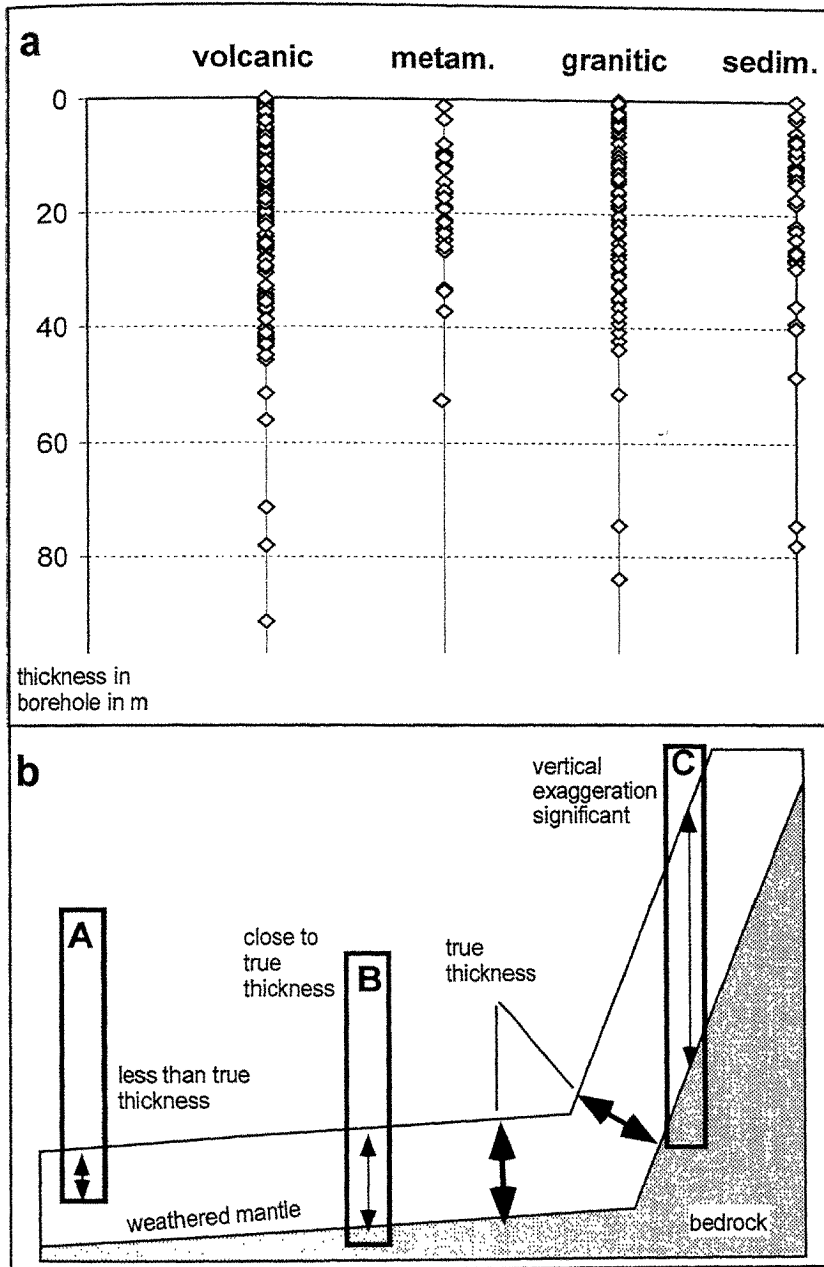 a
volcanic metam. granitic sedim.
0
20
40
60
80
thickness in
borehole in m
b
C
vertical
exaggeration
significant
A
close to
true
thickness
B
true
thickness
less than true
thickness
weathered mantle
bedrock